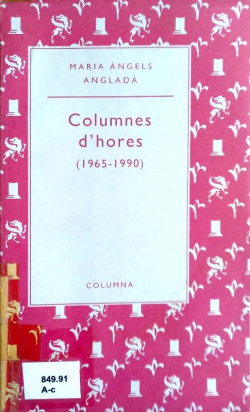 MARIA ÀNGELS
ANGLADA
Columnes
d'hores
(1965-1990)
COLUMNA
849.91
A-c